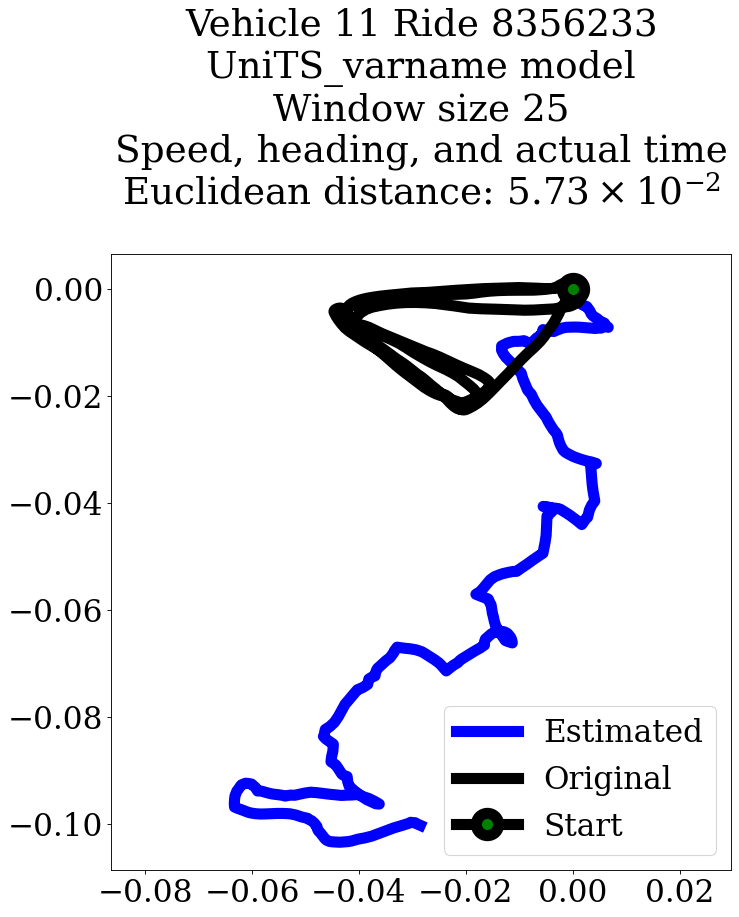 Vehicle 11 Ride 8356233
UniTS_varname model
Window size 25
Speed, heading, and actual time
Euclidean distance: 5.73 × 10⁻²
0.00
−0.02
−0.04
−0.06
−0.08
−0.10
Estimated
Original
Start
−0.08 −0.06 −0.04 −0.02 0.00 0.02